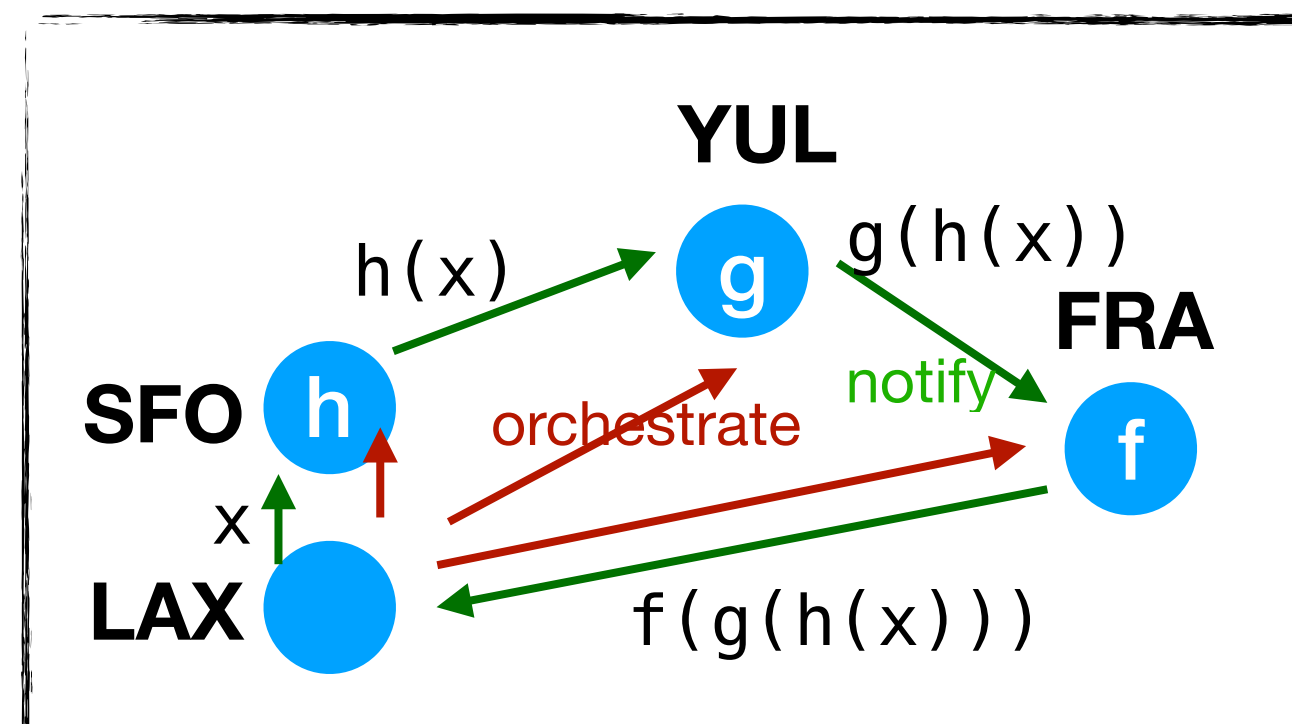 YUL
g
g(h(x))
h(x)
FRA
SFO
h
orchestrate
notify
f
x
LAX
f(g(h(x)))